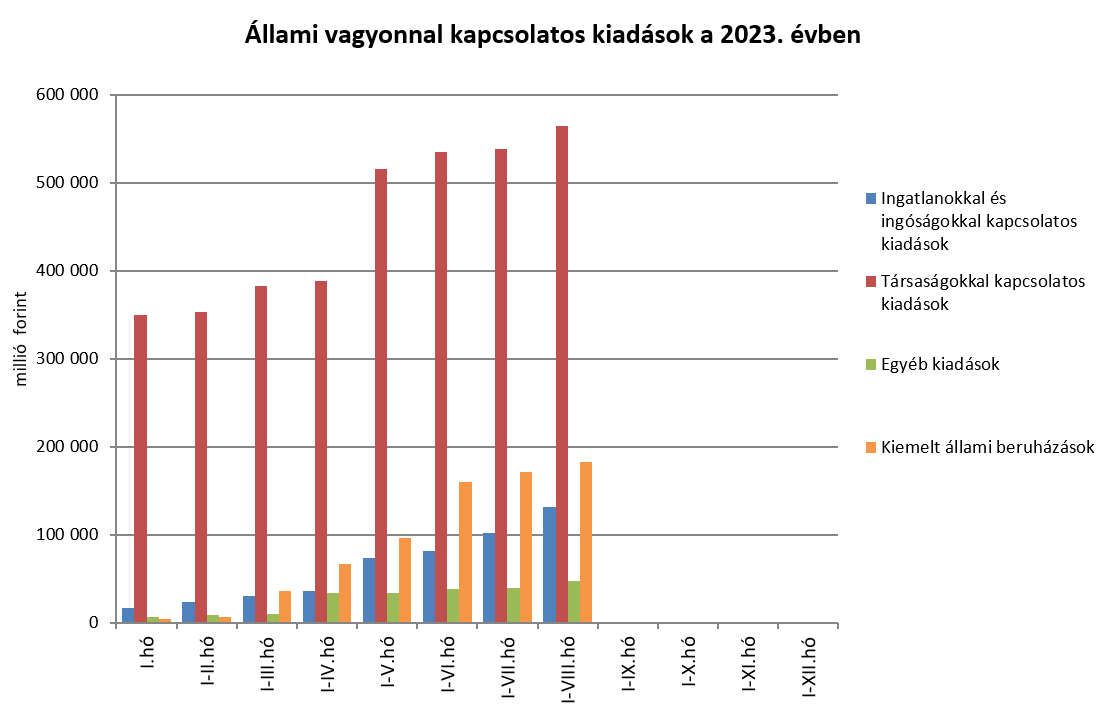 Állami vagyonnal kapcsolatos kiadások a 2023. évben
600 000
500 000
400 000
300 000
200 000
100 000
0
millió forint
I.hó
I-II.hó
I-III.hó
I-IV.hó
I-V.hó
I-VI.hó
I-VII.hó
I-VIII.hó
I-IX.hó
I-X.hó
I-XI.hó
I-XII.hó
Ingatlanokkal és
ingóságokkal kapcsolatos
kiadások
Társaságokkal kapcsolatos
kiadások
Egyéb kiadások
Kiemelt állami beruházások